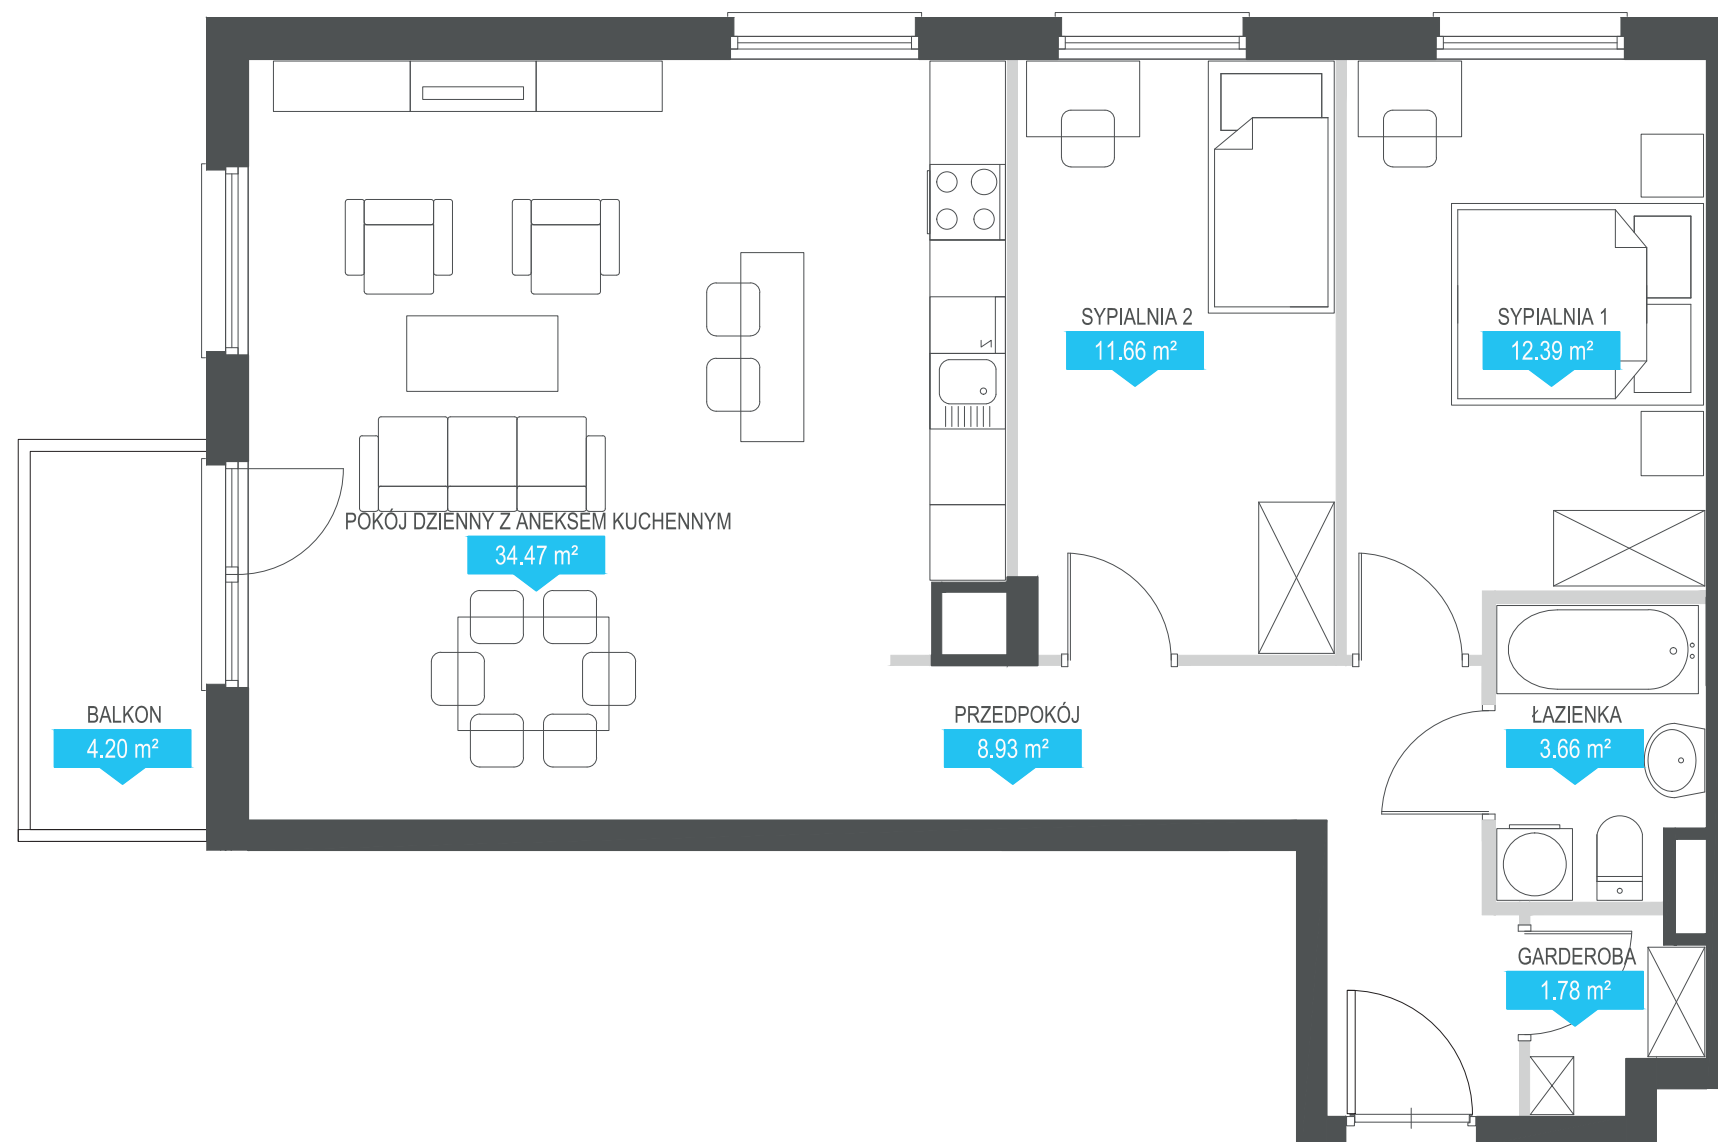 SYPIALNIA 2
11.66 m²
SYPIALNIA 1
12.39 m²
POKÓJ DZIENNY Z ANEKSEM KUCHENNYM
34.47 m²
BALKON
4.20 m²
PRZEDPOKÓJ
8.93 m²
ŁAZIENKA
3.66 m²
GARDEROBA
1.78 m²